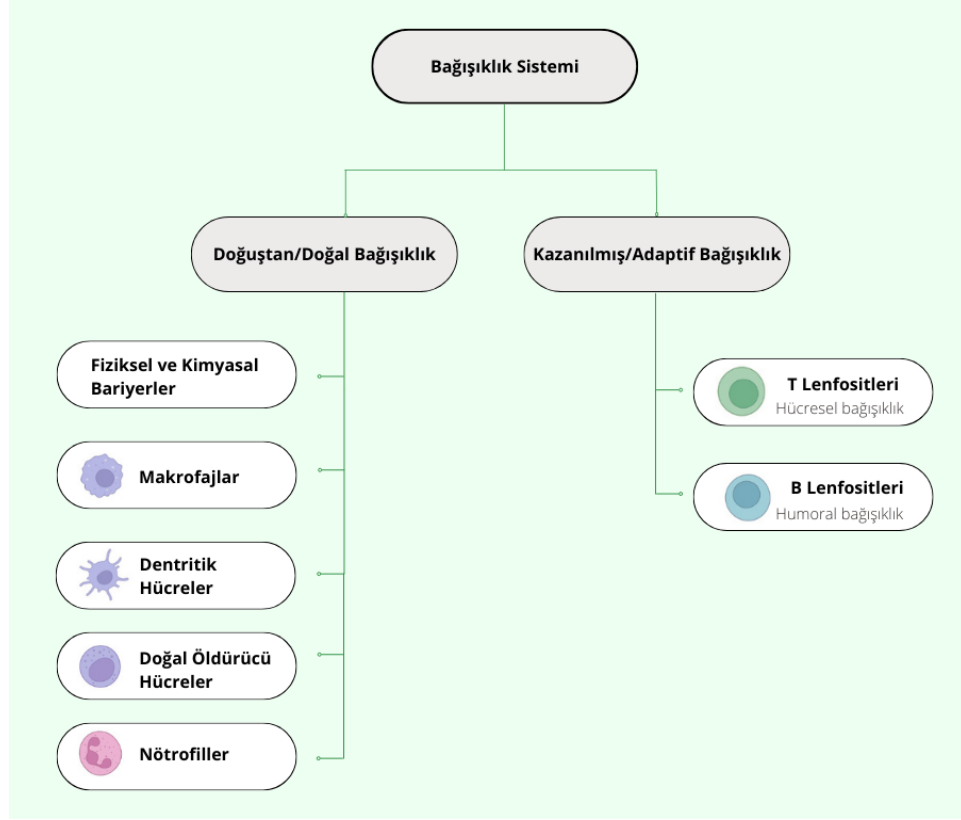 Bağışıklık Sistemi
Doğuştan/Doğal Bağışıklık
Kazanılmış/Adaptif Bağışıklık
Fiziksel ve Kimyasal
Bariyerler
Makrofajlar
Dentritik
Hücreler
Doğal Öldürücü
Hücreler
Nötrofiller
T Lenfositleri
Hücresel bağışıklık
B Lenfositleri
Humoral bağışıklık